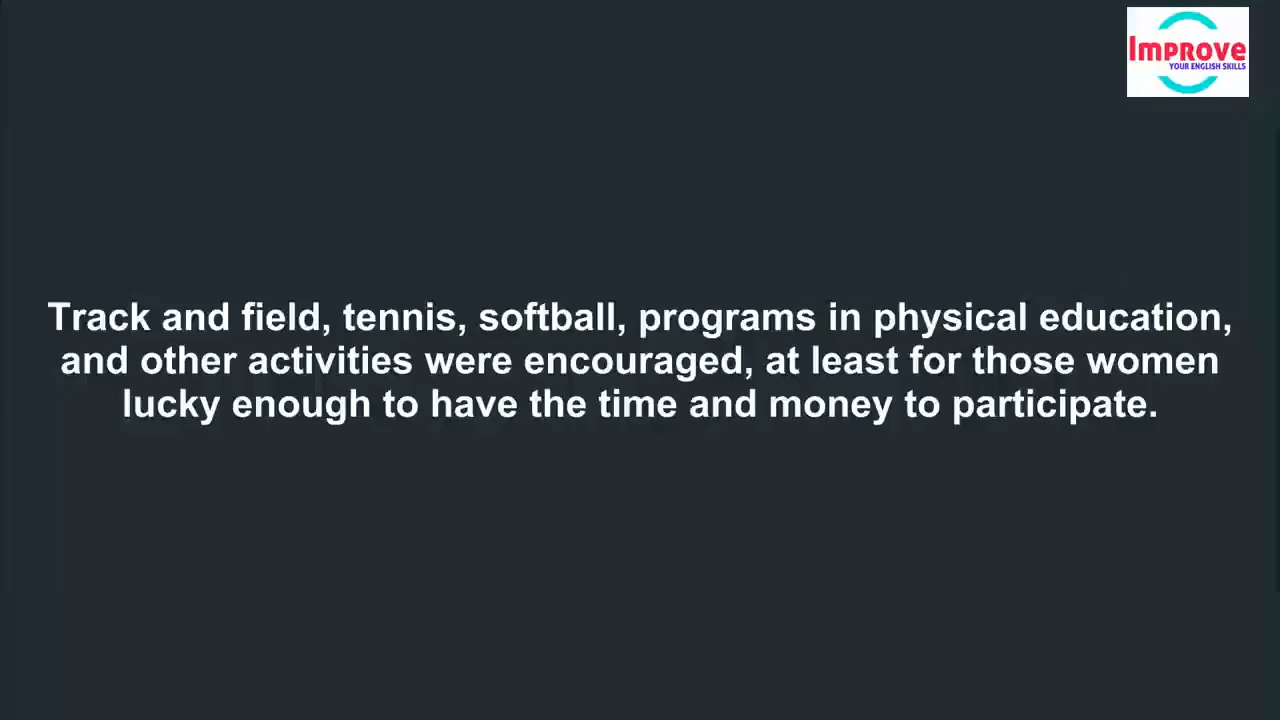 Improve
YOUR ENGLISH SKILLS
Track and field, tennis, softball, programs in physical education,
and other activities were encouraged, at least for those women
lucky enough to have the time and money to participate.